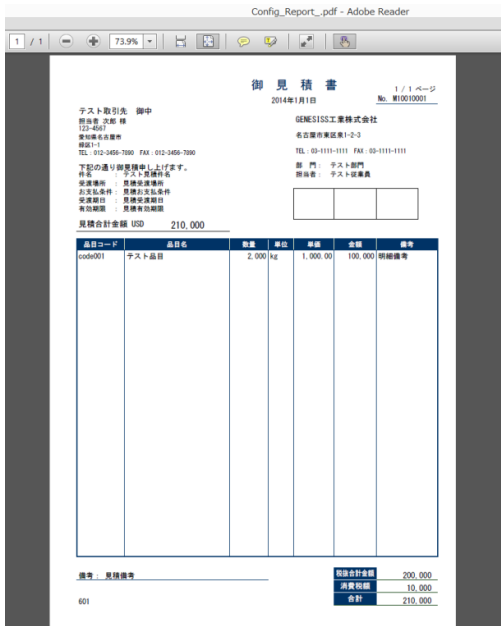 Config_Report_.pdf - Adobe Reader
1 / 1 73.9%
御 見 積 書
1 / 1 ページ
2014年1月1日 No. M10010001
テスト取引先 御中
担当者 次郎 様
123-4567
愛知県名古屋市
緑区1-1
TEL : 012-3456-7890 FAX : 012-3456-7890
GENESISS工業株式会社
名古屋市東区泉1-2-3
TEL : 03-1111-1111 FAX : 03-1111-1111
部 門 : テスト部門
担当者 : テスト従業員
下記の通り御見積申し上げます。
件名 : テスト見積件名
受渡場所 : 見積受渡場所
お支払条件 : 見積お支払条件
受渡期日 : 見積受渡期日
有効期限 : 見積有効期限
見積合計金額 USD 210,000
品目コード 品目名 数量 単位 単価 金額 備考
code001 テスト品目 2,000 kg 1,000.00 100,000 明細備考
備考 : 見積備考
税抜合計金額 200,000
消費税額 10,000
合計 210,000
601